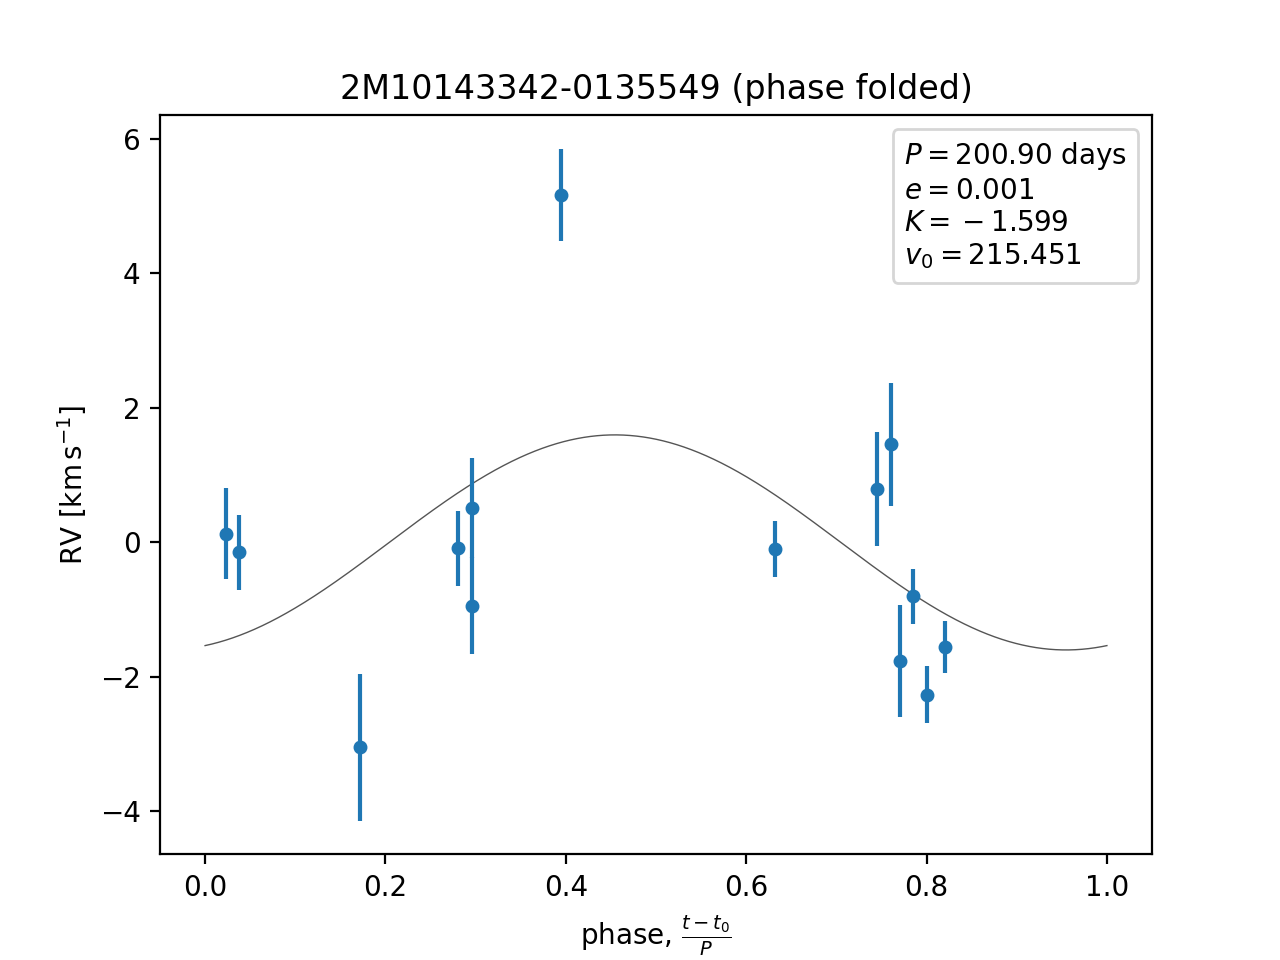 2M10143342-0135549 (phase folded)
P = 200.90 days
e = 0.001
K = −1.599
v₀ = 215.451
RV [km s⁻¹]
6
4
2
0
−2
−4
0.0 0.2 0.4 0.6 0.8 1.0
phase, (t − t₀)/P